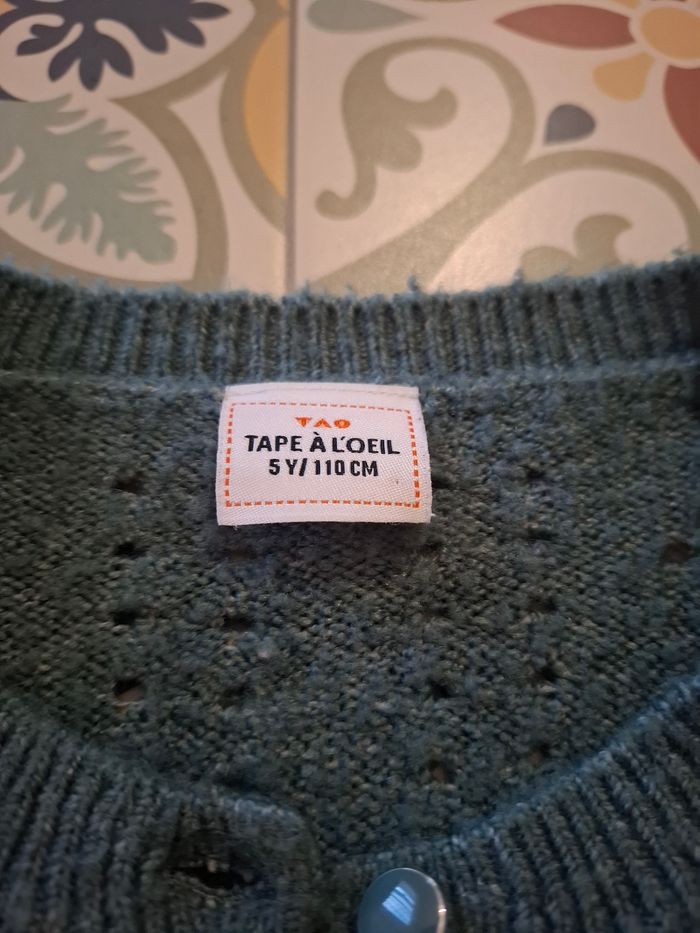 TAO
TAPE À L'OEIL
5 Y/ 110 CM